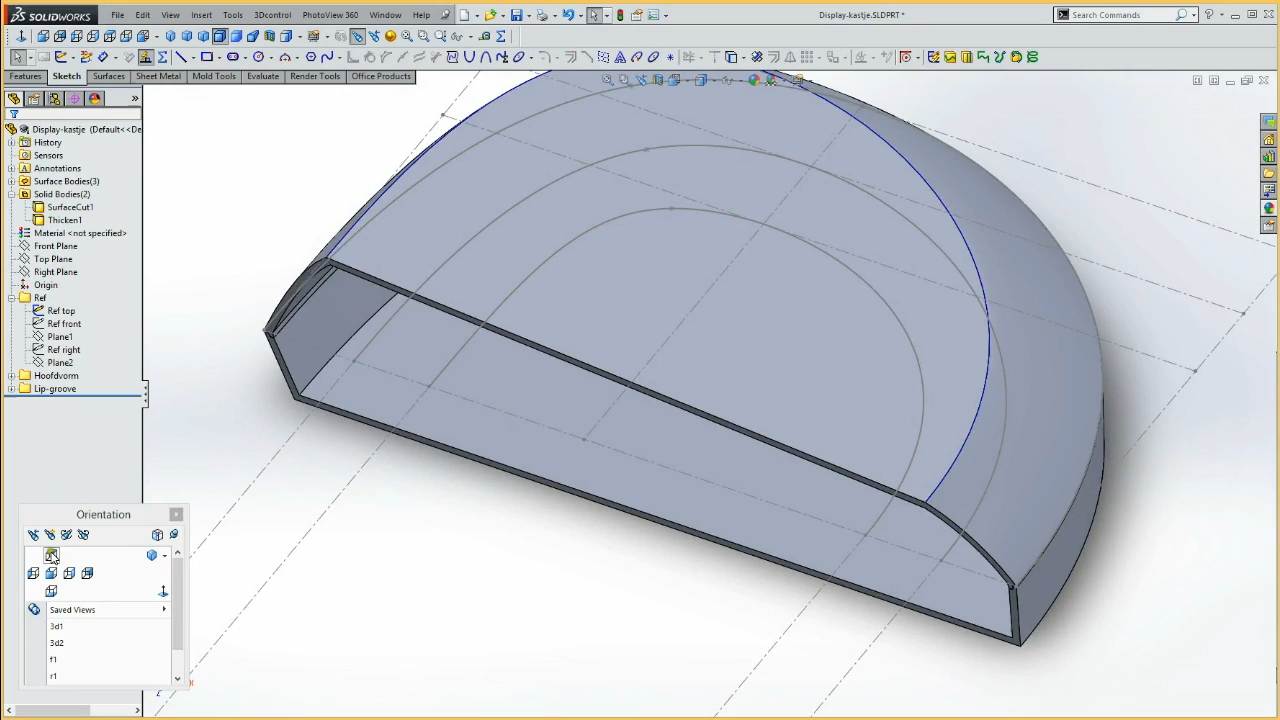 SOLIDWORKS File Edit View Insert Tools 3Dcontrol PhotoView 360 Window Help Display-kastje.SLDPRT * Search Commands
Features Sketch Surfaces Sheet Metal Mold Tools Evaluate Render Tools Office Products
Display-kastje (Default<<De
History
Sensors
Annotations
Surface Bodies(3)
Solid Bodies(2)
SurfaceCut1
Thicken1
Material <not specified>
Front Plane
Top Plane
Right Plane
Origin
Ref
Ref top
Ref front
Plane1
Ref right
Plane2
Hoofdvorm
Lip-groove
Orientation
Saved Views
3d1
3d2
f1
r1